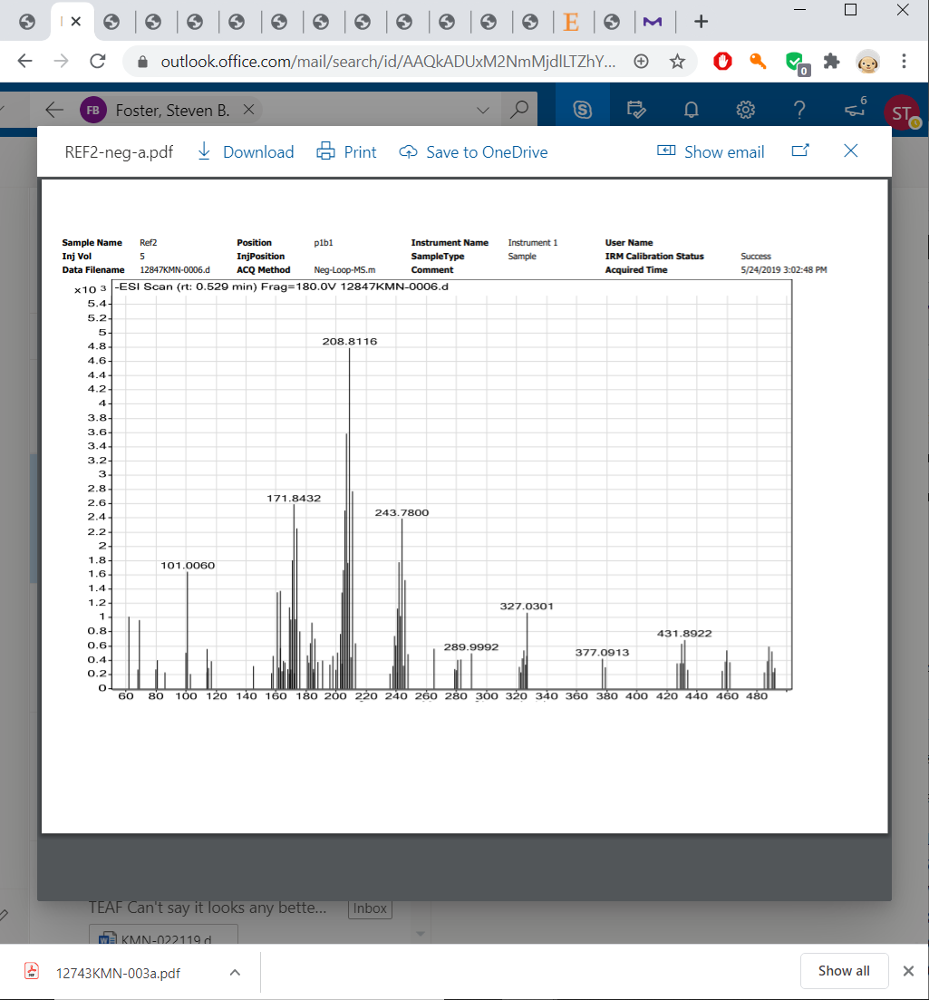 E
outlook.office.com/mail/search/id/AAQkADUxM2NmMjdlLTZhY...
0
FB Foster, Steven B.
S
6
ST
REF2-neg-a.pdf Download Print Save to OneDrive Show email
Sample Name Ref2 Position p1b1 Instrument Name Instrument 1 User Name
Inj Vol 5 InjPosition SampleType Sample IRM Calibration Status Success
Data Filename 12847KMN-0006.d ACQ Method Neg-Loop-MS.m Comment Acquired Time 5/24/2019 3:02:48 PM
x10 3 -ESI Scan (rt: 0.529 min) Frag=180.0V 12847KMN-0006.d
5.4
5.2
5
208.8116
4.8
4.6
4.4
4.2
4
3.8
3.6
3.4
3.2
3
2.8
171.8432
2.6
243.7800
2.4
2.2
2
1.8
101.0060
1.6
1.4
1.2
327.0301
1
0.8
431.8922
0.6
289.9992
377.0913
0.4
0.2
0
60 80 100 120 140 160 180 200 220 240 260 280 300 320 340 360 380 400 420 440 460 480
TEAF Can't say it looks any bette... Inbox
KMN-022119.d
12743KMN-003a.pdf Show all